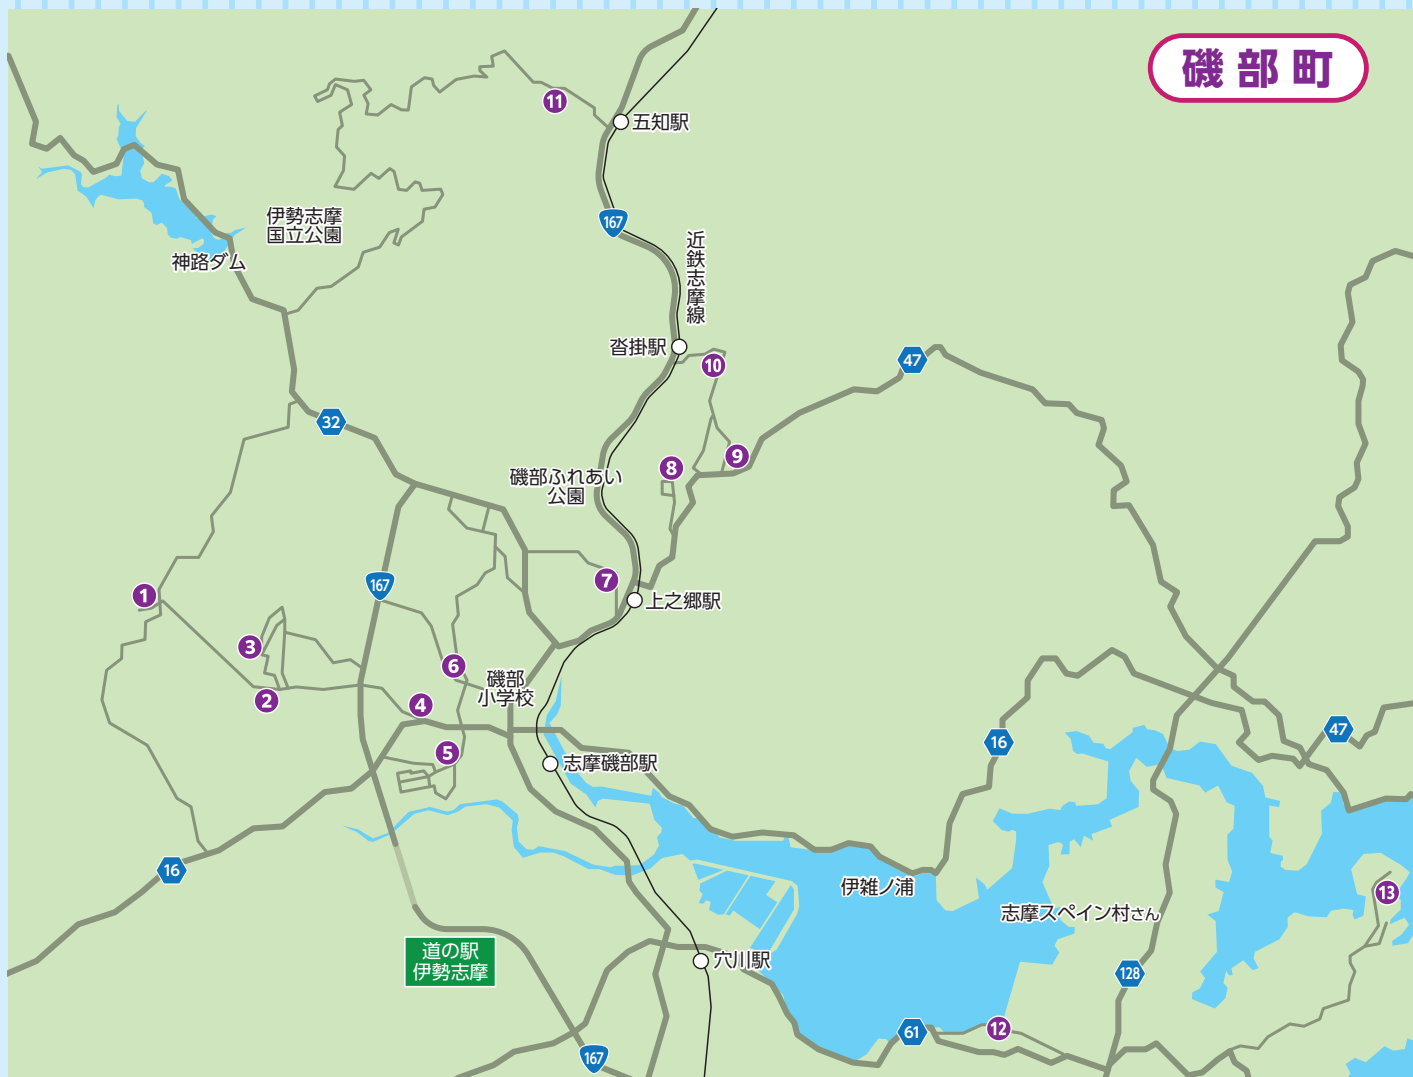 磯部町
11
五知駅
167
伊勢志摩
国立公園
神路ダム
近鉄志摩線
沓掛駅
10
47
32
9
8
磯部ふれあい
公園
167
7
1
上之郷駅
3
6
磯部
小学校
2
4
5
志摩磯部駅
16
47
16
伊雑ノ浦
13
志摩スペイン村さん
道の駅
伊勢志摩
穴川駅
128
12
61
167